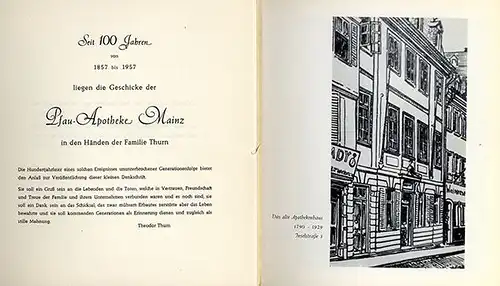 Seit 100 Jahren
von
1857 bis 1957
liegen die Geschicke der
Pfau-Apotheke Mainz
in den Händen der Familie Thurn
Die Hundertjahrfeier eines solchen Ereignisses ununterbrochener Generationenfolge bietet
den Anlaß zur Veröffentlichung dieser kleinen Denkschrift.
Sie soll ein Gruß sein an die Lebenden und die Toten, welche in Vertrauen, Freundschaft
und Treue der Familie und ihrem Unternehmen verbunden waren und es noch sind, sie
soll ein Dank sein an das Schicksal, das zwar mühsam Erbautes zerstörte aber das Leben
bewahrte und sie soll kommenden Generationen als Erinnerung dienen und zugleich als
stille Mahnung.
Theodor Thurn
Das alte Apothekenhaus
1790 - 1929